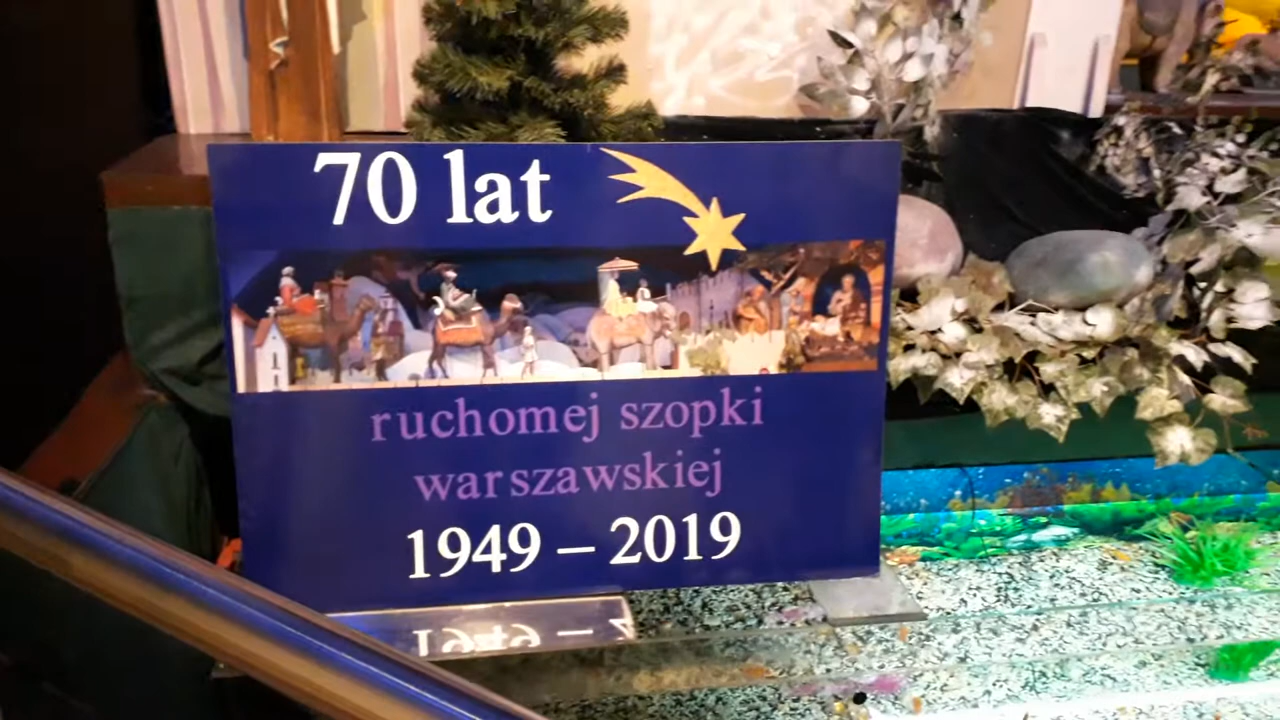 70 lat
ruchomej szopki
warszawskiej
1949 – 2019